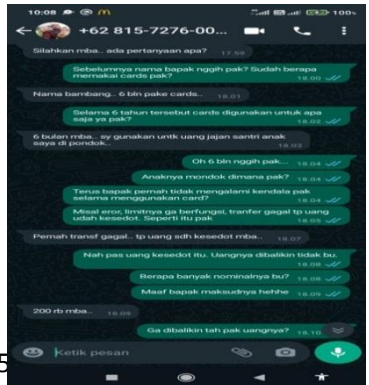 10:08
100%
+62 815-7276-00...
Silahkan mba.. ada pertanyaan apa? 17.59
Sebelumnya nama bapak nggih pak? Sudah berapa
memakai cards pak? 18.00
Nama bambang.. 6 bln pake cards.. 18.01
Selama 6 tahun tersebut cards digunakan untuk apa
saja ya pak? 18.02
6 bulan mba.. sy gunakan untk uang jajan santri anak
saya di pondok.. 18.03
Oh 6 bln nggih pak... 18.04
Anaknya mondok dimana pak? 18.04
Terus bapak pernah tidak mengalami kendala pak
selama menggunakan card? 18.04
Misal eror, limitnya ga berfungsi, tranfer gagal tp uang
udah kesedot. Seperti itu pak 18.05
Pernah transf gagal.. tp uang sdh kesedot mba.. 18.07
Nah pas uang kesedot itu. Uangnya dibalikin tidak bu. 18.08
Berapa banyak nominalnya bu? 18.08
Maaf bapak maksudnya hehhe 18.09
200 rb mba.. 18.09
Ga dibalikin tah pak uangnya? 18.10
Ketik pesan
5